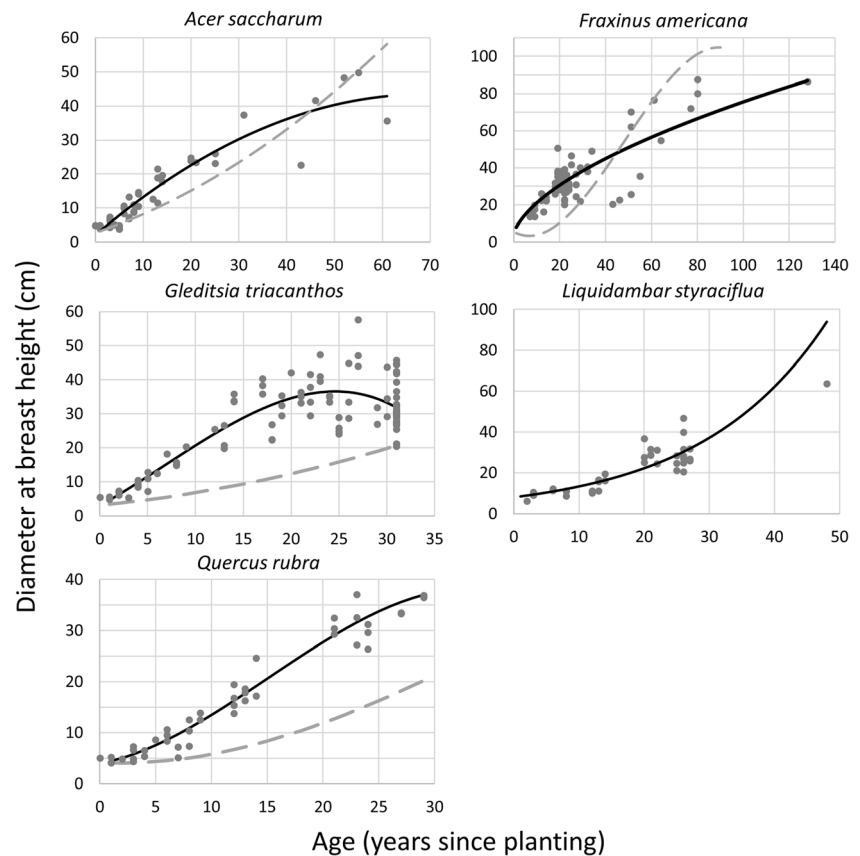 Acer saccharum
60
50
40
30
20
10
0
0 10 20 30 40 50 60 70
Fraxinus americana
100
80
60
40
20
0
0 20 40 60 80 100 120 140
Gleditsia triacanthos
60
50
40
30
20
10
0
0 5 10 15 20 25 30 35
Liquidambar styraciflua
100
80
60
40
20
0
0 10 20 30 40 50
Quercus rubra
40
30
20
10
0
0 5 10 15 20 25 30
Diameter at breast height (cm)
Age (years since planting)